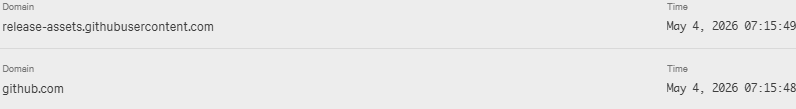 Domain Time
release-assets.githubusercontent.com May 4, 2026 07:15:49
Domain Time
github.com May 4, 2026 07:15:48